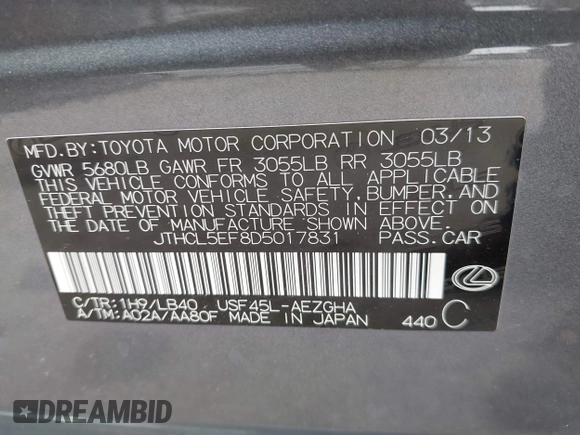 MFD.BY:TOYOTA MOTOR CORPORATION 03/13
GVWR 5680LB GAWR FR 3055LB RR 3055LB
THIS VEHICLE CONFORMS TO ALL APPLICABLE
FEDERAL MOTOR VEHICLE SAFETY,BUMPER,AND
THEFT PREVENTION STANDARDS IN EFFECT ON
THE DATE OF MANUFACTURE SHOWN ABOVE.
JTHCL5EF8D5017831 PASS.CAR
C/TR:1H9/LB40 USF45L-AEZGHA
A/TM:A02A/AA80F MADE IN JAPAN 440 C
DREAMBID